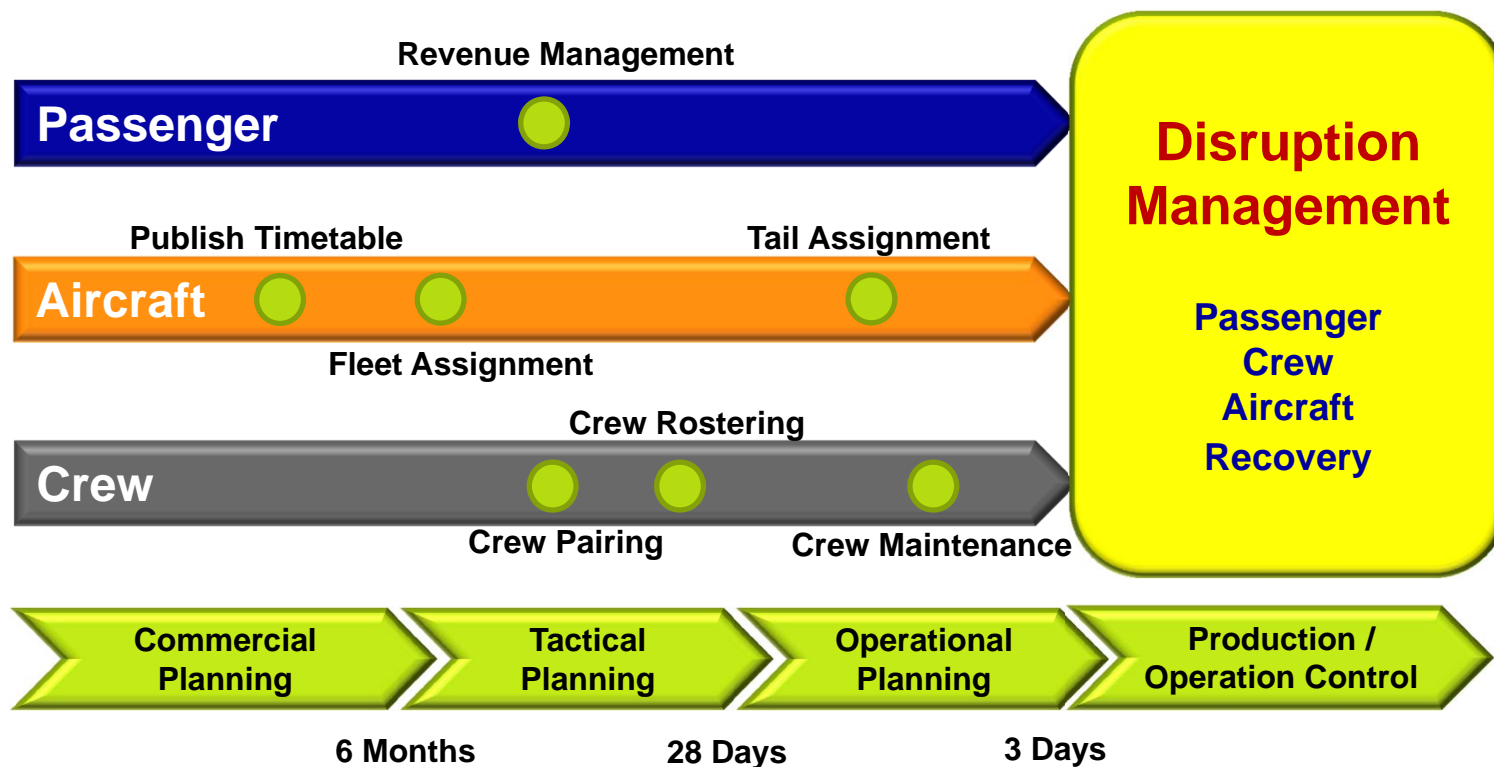 Revenue Management
Passenger
Publish Timetable
Tail Assignment
Aircraft
Fleet Assignment
Crew Rostering
Crew
Crew Pairing
Crew Maintenance
Disruption
Management
Passenger
Crew
Aircraft
Recovery
Commercial
Planning
Tactical
Planning
Operational
Planning
Production /
Operation Control
6 Months
28 Days
3 Days